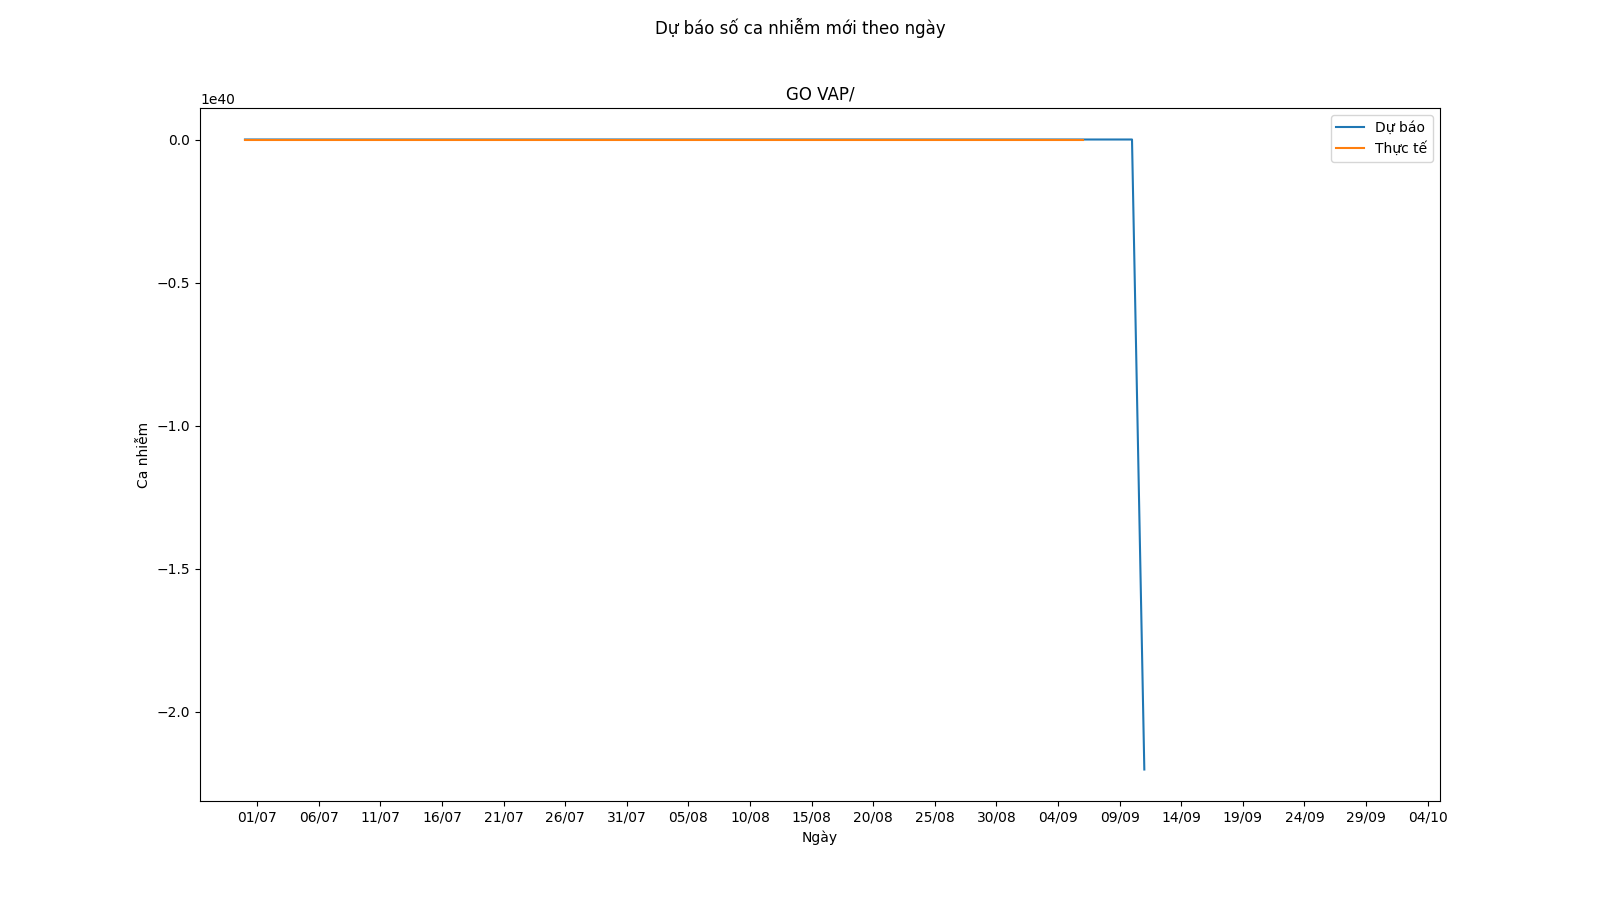 Dự báo số ca nhiễm mới theo ngày
GO VAP/
1e40
Dự báo
Thực tế
0.0
−0.5
−1.0
−1.5
−2.0
Ca nhiễm
01/07 06/07 11/07 16/07 21/07 26/07 31/07 05/08 10/08 15/08 20/08 25/08 30/08 04/09 09/09 14/09 19/09 24/09 29/09 04/10
Ngày